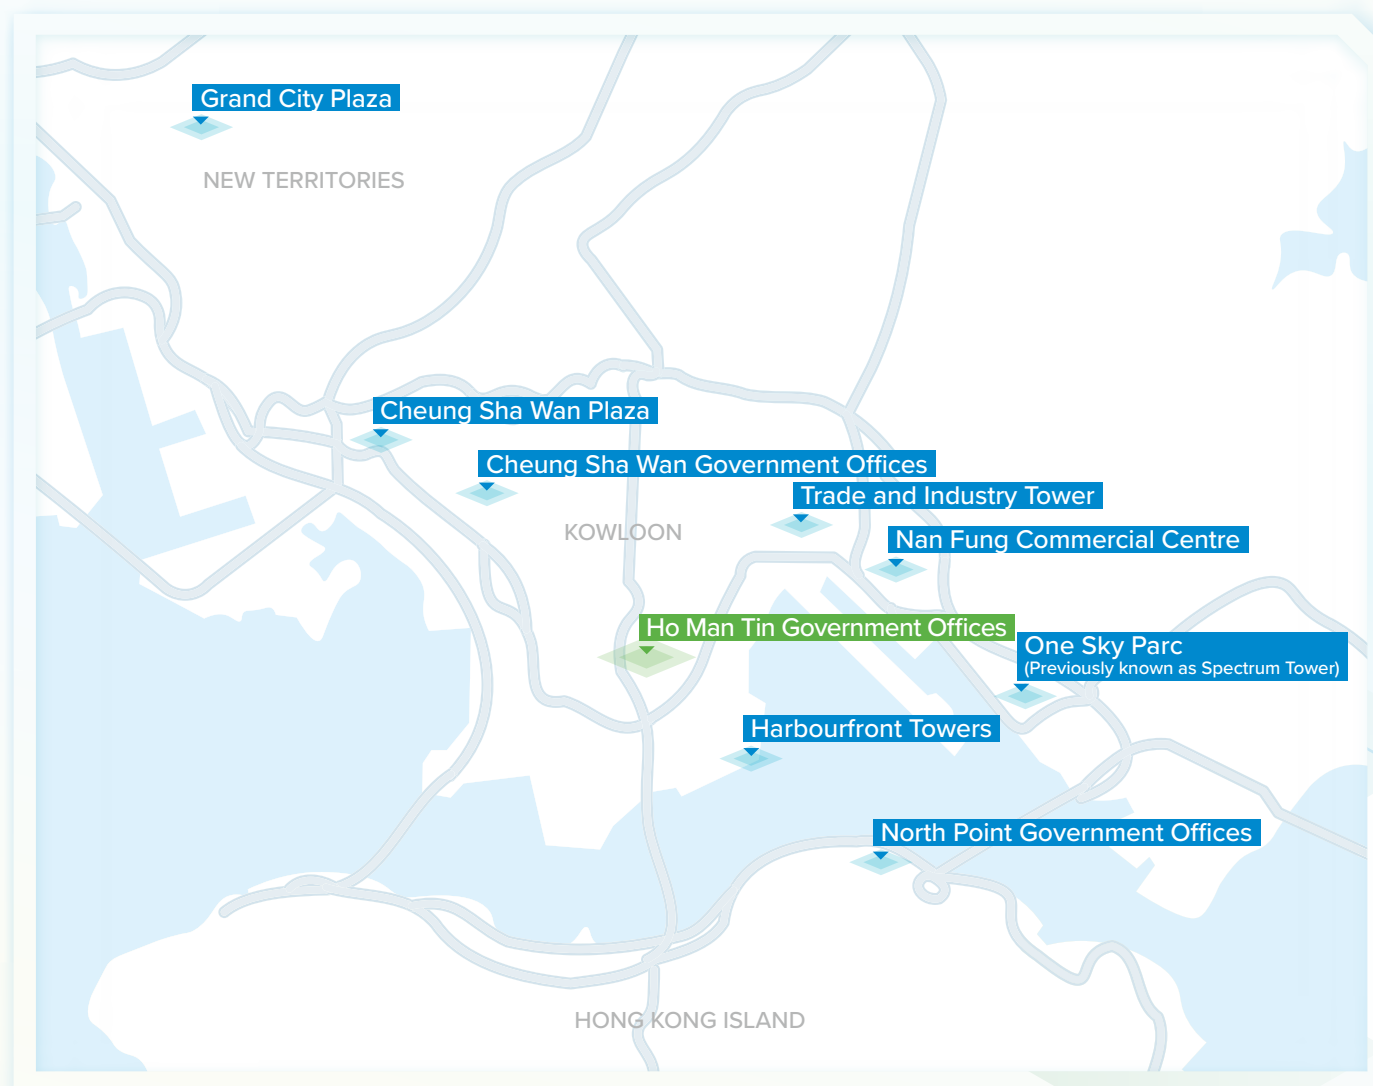 Grand City Plaza
NEW TERRITORIES
Cheung Sha Wan Plaza
Cheung Sha Wan Government Offices
Trade and Industry Tower
KOWLOON
Nan Fung Commercial Centre
Ho Man Tin Government Offices
One Sky Parc
(Previously known as Spectrum Tower)
Harbourfront Towers
North Point Government Offices
HONG KONG ISLAND